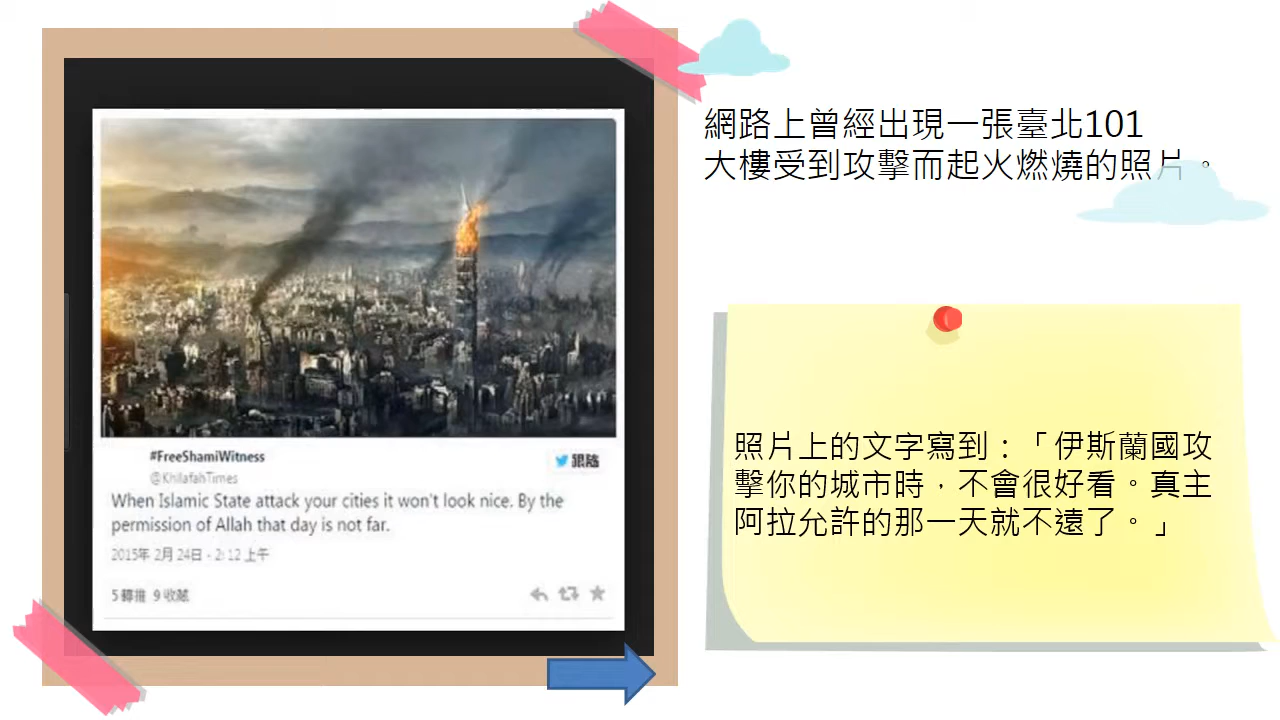 網路上曾經出現一張臺北101
大樓受到攻擊而起火燃燒的照片。
#FreeShamiWitness
@KhilafahTimes
跟隨
When Islamic State attack your cities it won't look nice. By the
permission of Allah that day is not far.
2015年 2月 24日 - 2:12 上午
5 轉推 9 收藏
照片上的文字寫到：「伊斯蘭國攻
擊你的城市時，不會很好看。真主
阿拉允許的那一天就不遠了。」